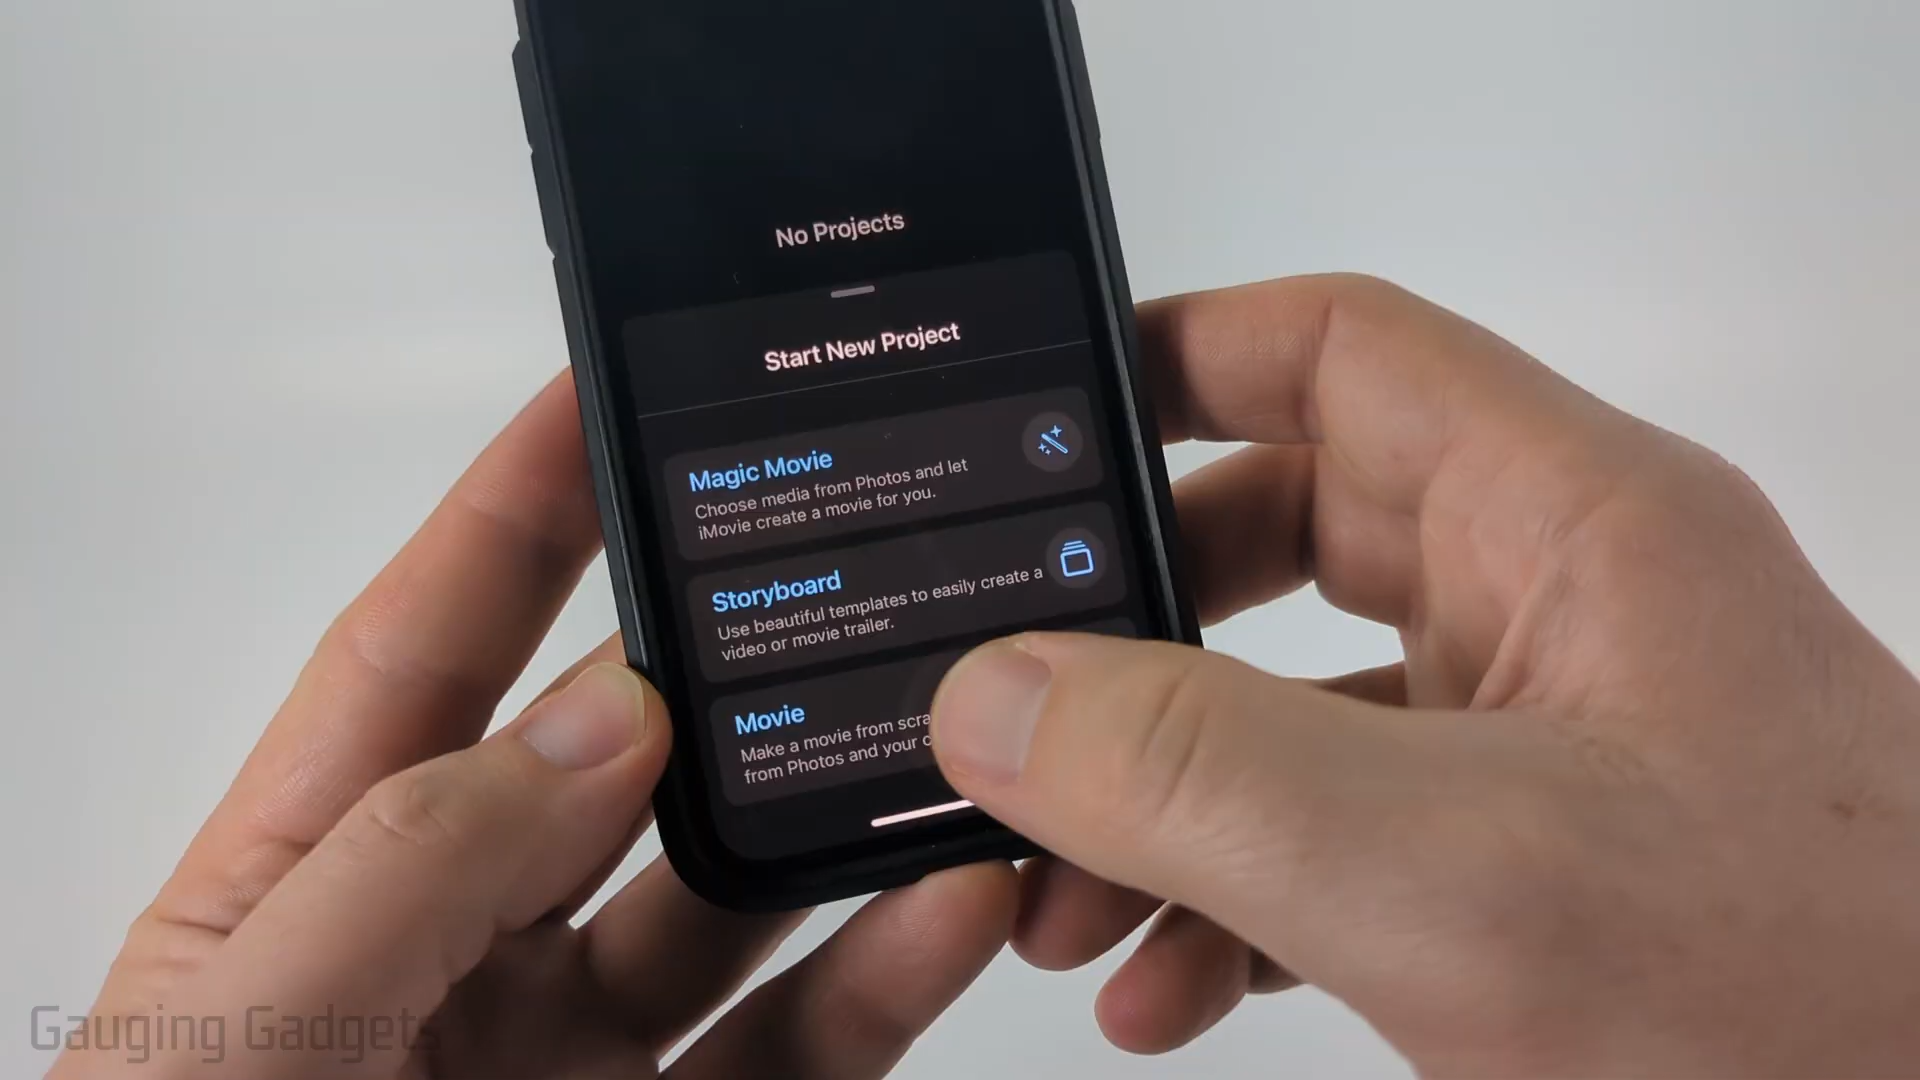 No Projects
Start New Project
Magic Movie
Choose media from Photos and let
iMovie create a movie for you.
Storyboard
Use beautiful templates to easily create a
video or movie trailer.
Movie
Make a movie from
from Photos and your
Gauging Gadgets